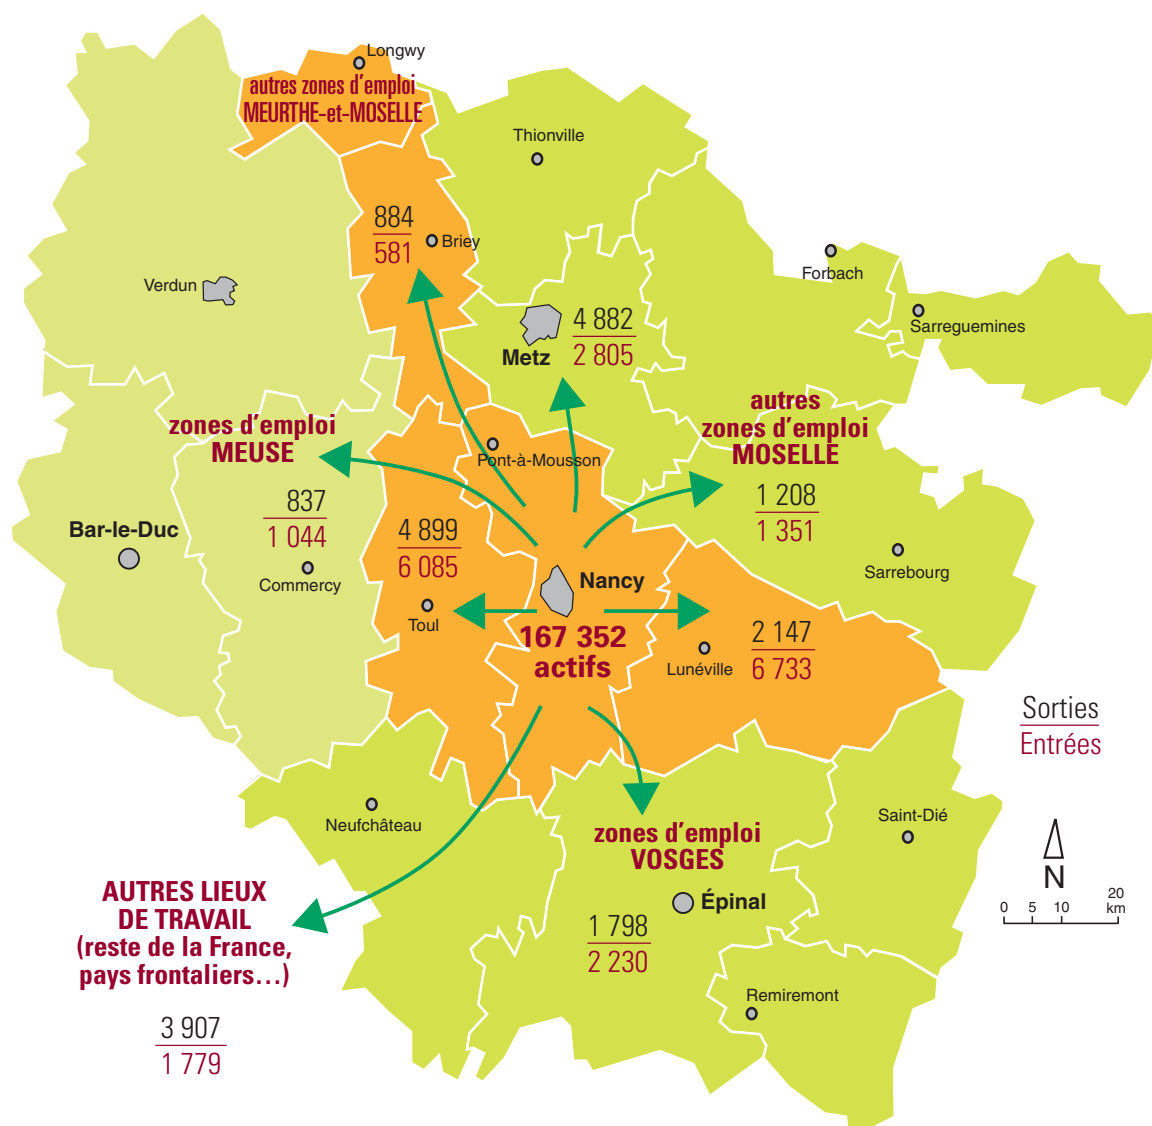 Longwy
autres zones d'emploi
MEURTHE-et-MOSELLE
Thionville
884
581
Briey
Forbach
Verdun
Sarreguemines
4 882
2 805
Metz
autres
zones d'emploi
MOSELLE
zones d'emploi
MEUSE
Pont-à-Mousson
1 208
1 351
837
1 044
4 899
6 085
Bar-le-Duc
Commercy
Nancy
Sarrebourg
Toul
167 352
actifs
2 147
6 733
Lunéville
Sorties
Entrées
Neufchâteau
Saint-Dié
zones d'emploi
VOSGES
N
0 5 10 20
km
AUTRES LIEUX
DE TRAVAIL
(reste de la France,
pays frontaliers…)
Épinal
1 798
2 230
Remiremont
3 907
1 779